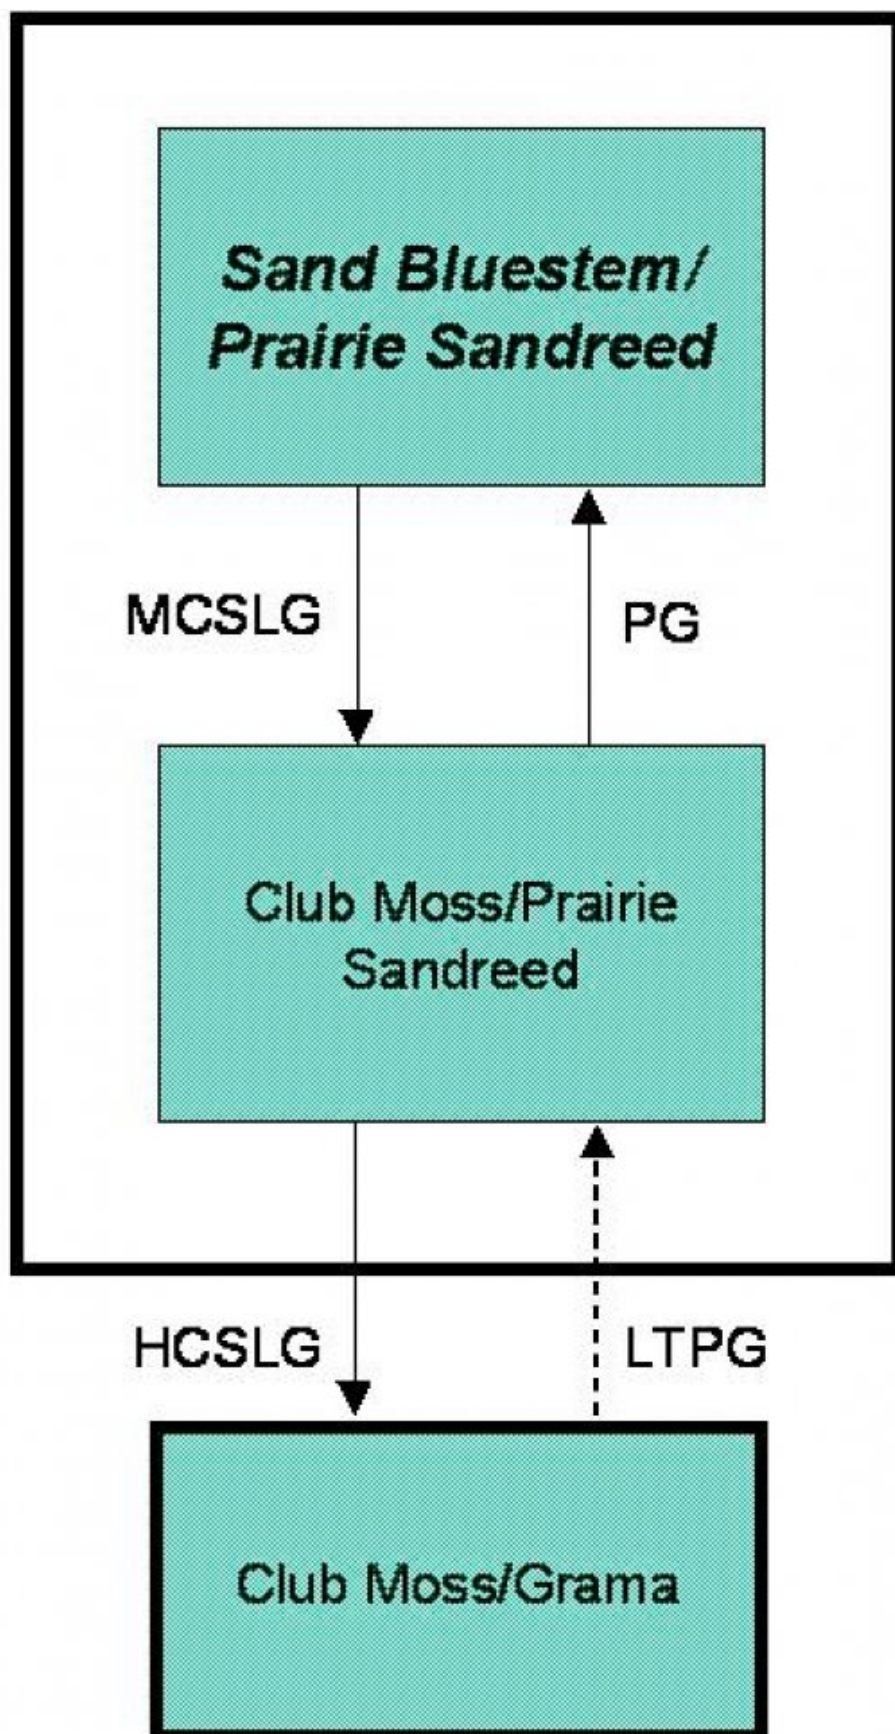 Sand Bluestem/
Prairie Sandreed
MCSLG
PG
Club Moss/Prairie
Sandreed
HCSLG
LTPG
Club Moss/Grama